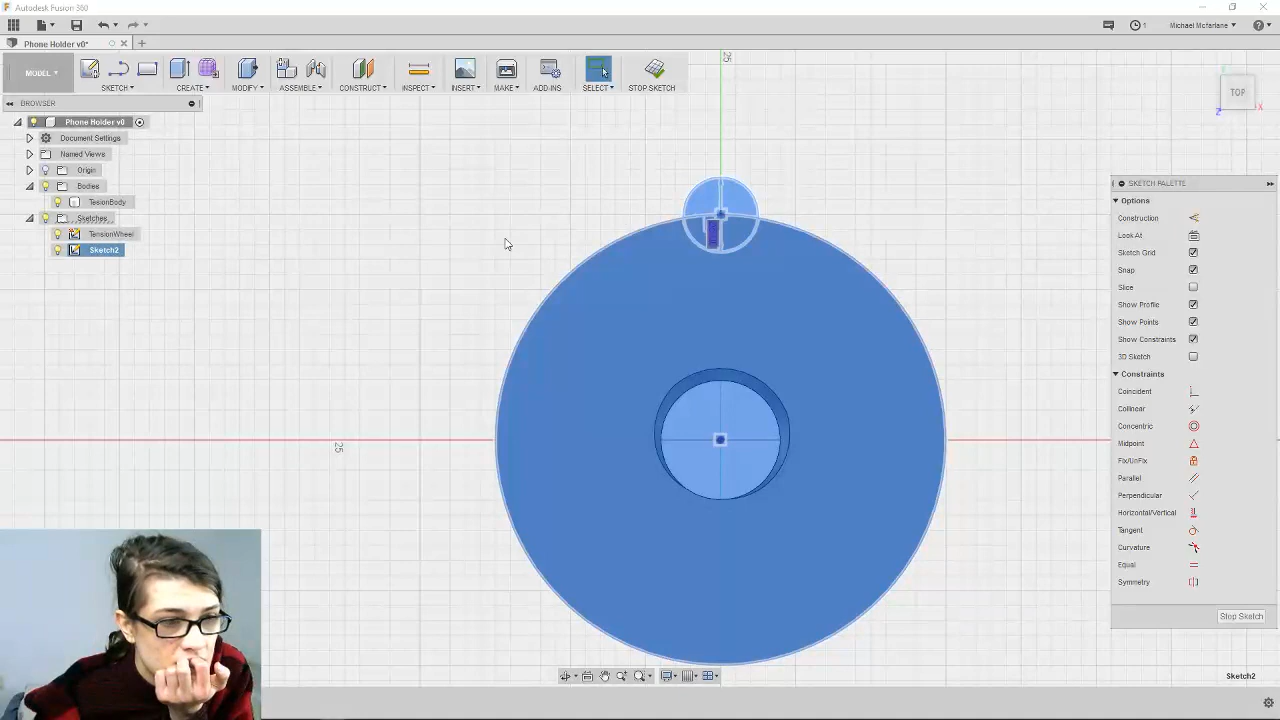 Autodesk Fusion 360
Michael McFarlane
Phone Holder v0*
MODEL
SKETCH
CREATE
MODIFY
ASSEMBLE
CONSTRUCT
INSPECT
INSERT
MAKE
ADD-INS
SELECT
STOP SKETCH
BROWSER
Phone Holder v0
Document Settings
Named Views
Origin
Bodies
TesionBody
Sketches
TensionWheel
Sketch2
25
25
TOP
X
Z
SKETCH PALETTE
Options
Construction
Look At
Sketch Grid
Snap
Slice
Show Profile
Show Points
Show Constraints
3D Sketch
Constraints
Coincident
Collinear
Concentric
Midpoint
Fix/UnFix
Parallel
Perpendicular
Horizontal/Vertical
Tangent
Curvature
Equal
Symmetry
Stop Sketch
Sketch2